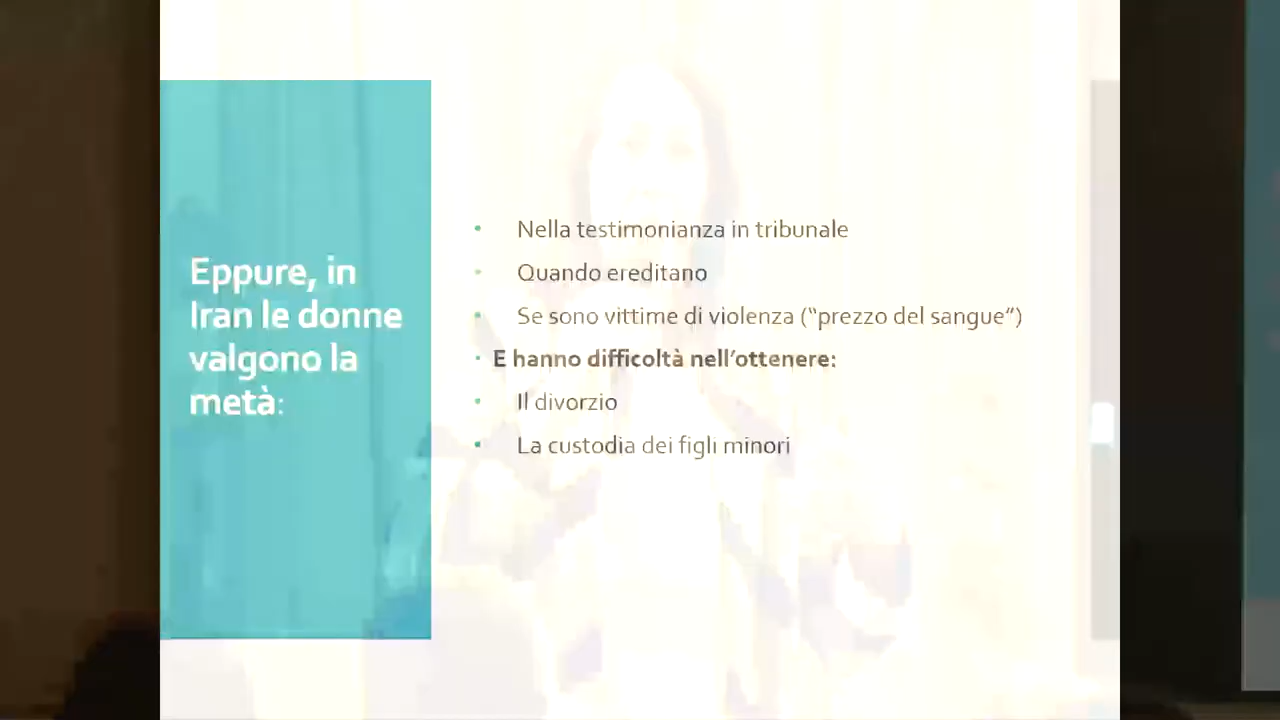 Eppure, in
Iran le donne
valgono la
metà:
• Nella testimonianza in tribunale
• Quando ereditano
• Se sono vittime di violenza (“prezzo del sangue”)
• E hanno difficoltà nell’ottenere:
• Il divorzio
• La custodia dei figli minori